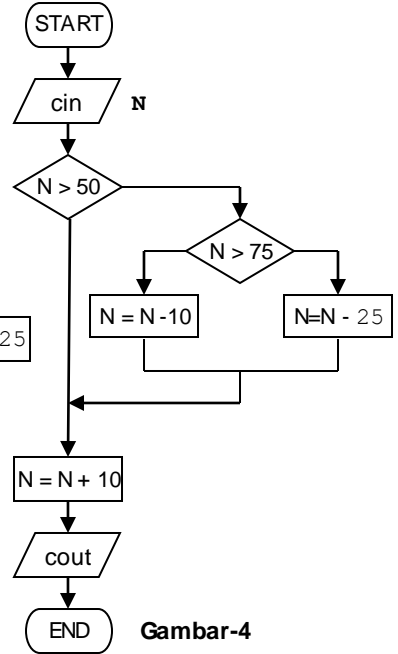 START
cin N
N > 50
N > 75
N = N -10
N=N - 25
25
N = N + 10
cout
END
Gambar-4